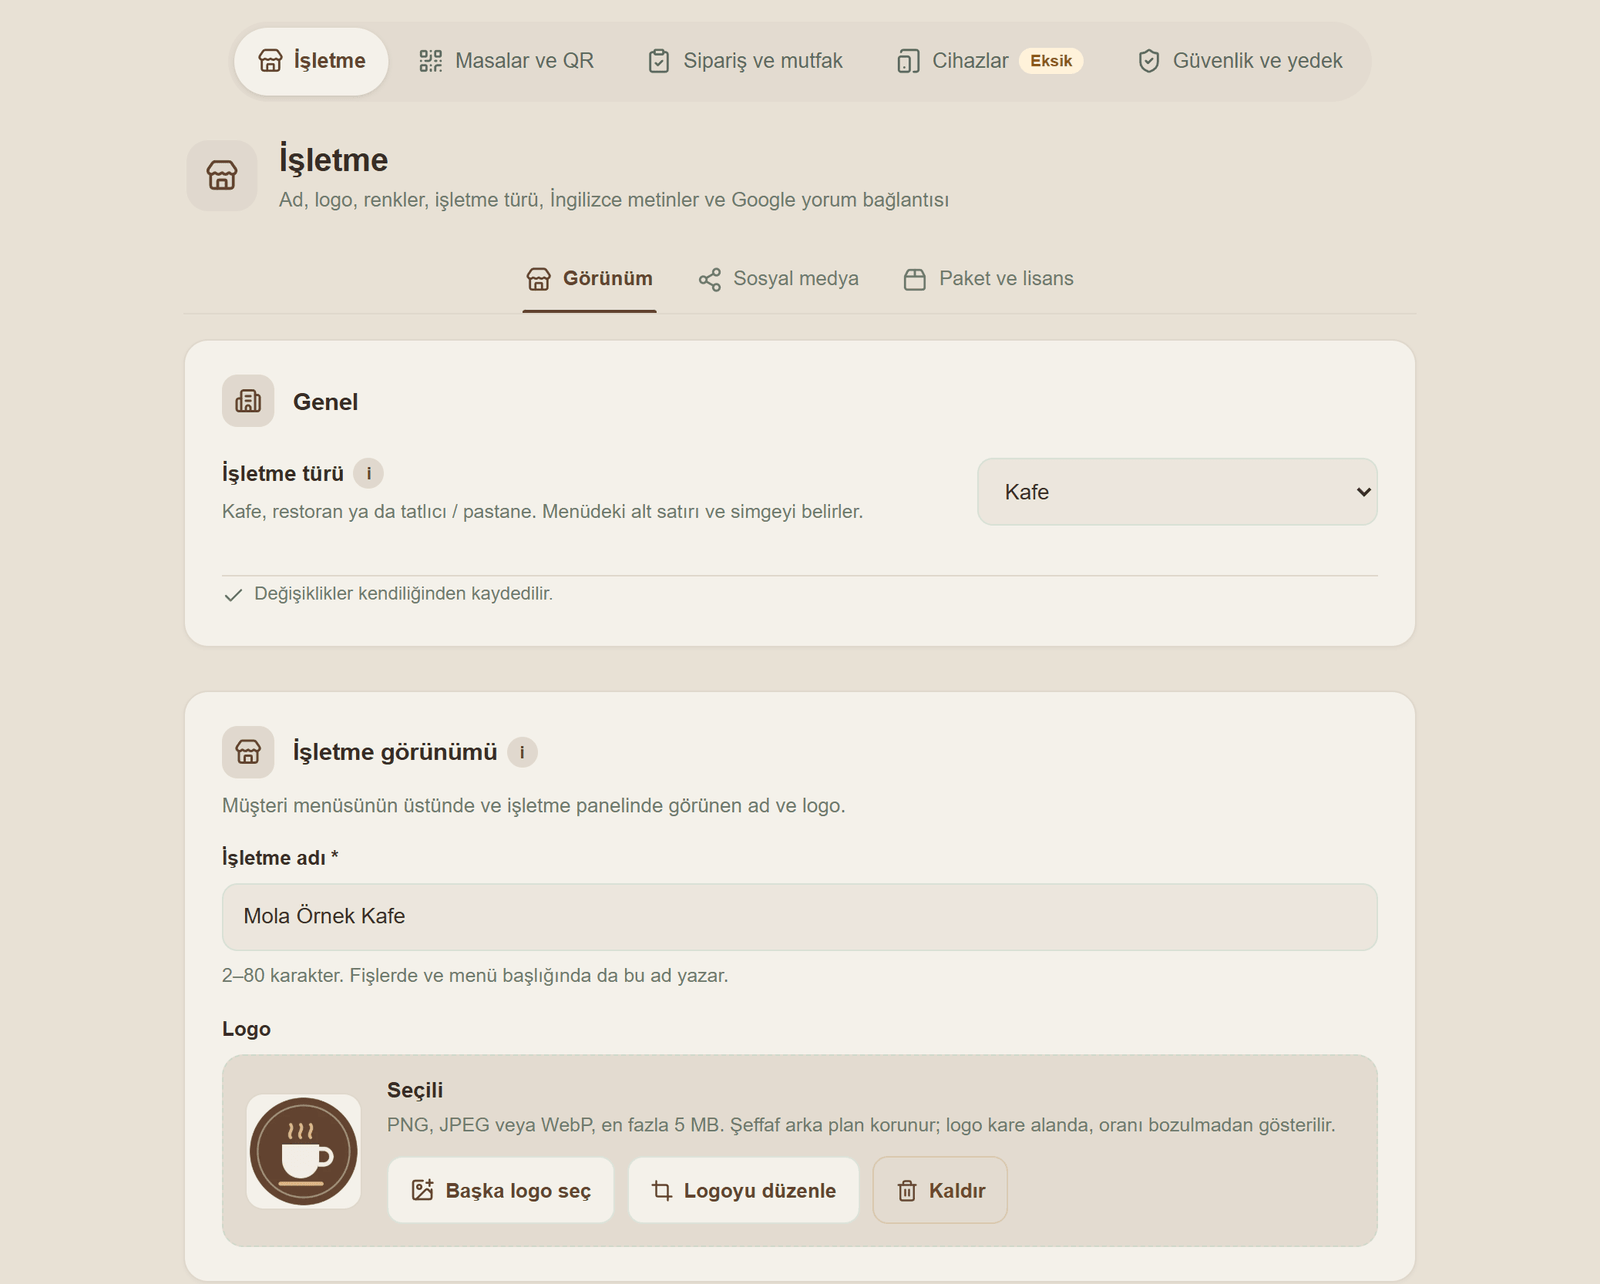 İşletme
Masalar ve QR
Sipariş ve mutfak
Cihazlar
Eksik
Güvenlik ve yedek
İşletme
Ad, logo, renkler, işletme türü, İngilizce metinler ve Google yorum bağlantısı
Görünüm
Sosyal medya
Paket ve lisans
Genel
İşletme türü i
Kafe
Kafe, restoran ya da tatlıcı / pastane. Menüdeki alt satırı ve simgeyi belirler.
Değişiklikler kendiliğinden kaydedilir.
İşletme görünümü i
Müşteri menüsünün üstünde ve işletme panelinde görünen ad ve logo.
İşletme adı *
Mola Örnek Kafe
2–80 karakter. Fişlerde ve menü başlığında da bu ad yazar.
Logo
Seçili
PNG, JPEG veya WebP, en fazla 5 MB. Şeffaf arka plan korunur; logo kare alanda, oranı bozulmadan gösterilir.
Başka logo seç
Logoyu düzenle
Kaldır